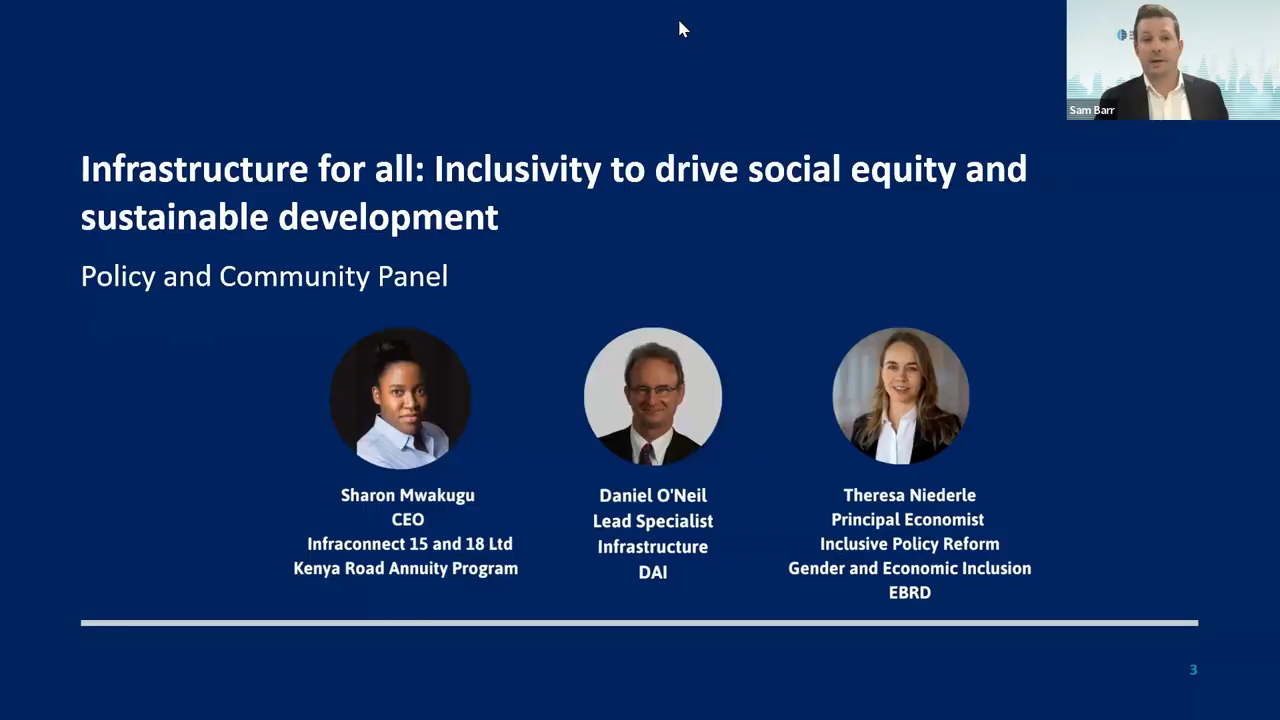 Sam Barr
Infrastructure for all: Inclusivity to drive social equity and
sustainable development
Policy and Community Panel
Sharon Mwakugu
CEO
Infraconnect 15 and 18 Ltd
Kenya Road Annuity Program
Daniel O'Neil
Lead Specialist
Infrastructure
DAI
Theresa Niederle
Principal Economist
Inclusive Policy Reform
Gender and Economic Inclusion
EBRD
3